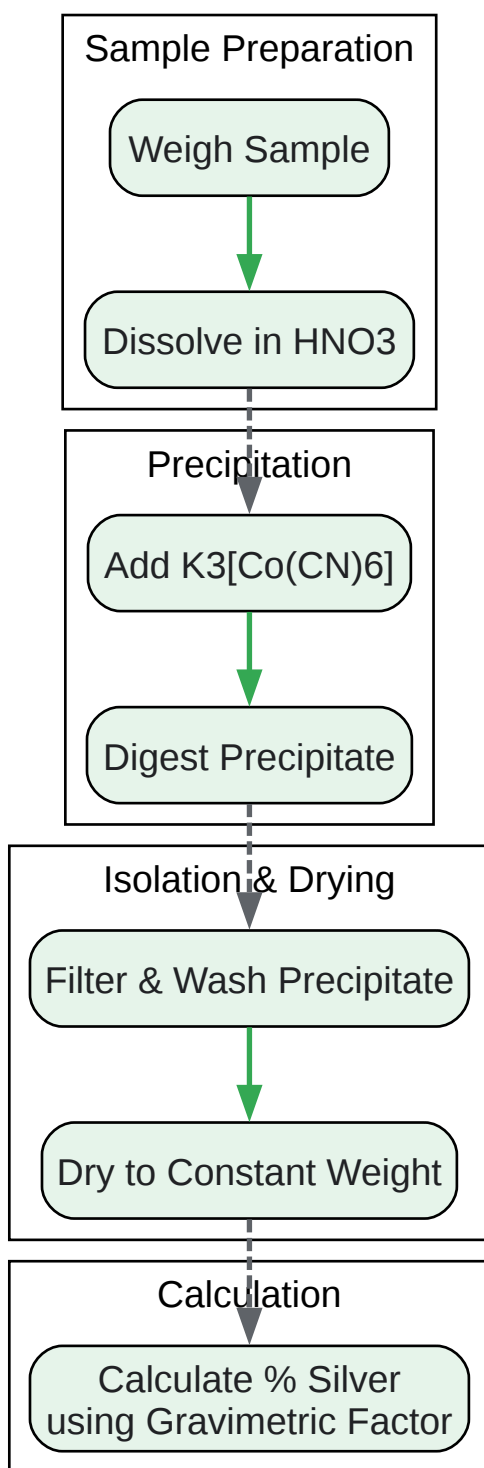 Sample Preparation
Weigh Sample
Dissolve in HNO3
Precipitation
Add K3[Co(CN)6]
Digest Precipitate
Isolation & Drying
Filter & Wash Precipitate
Dry to Constant Weight
Calculation
Calculate % Silver
using Gravimetric Factor